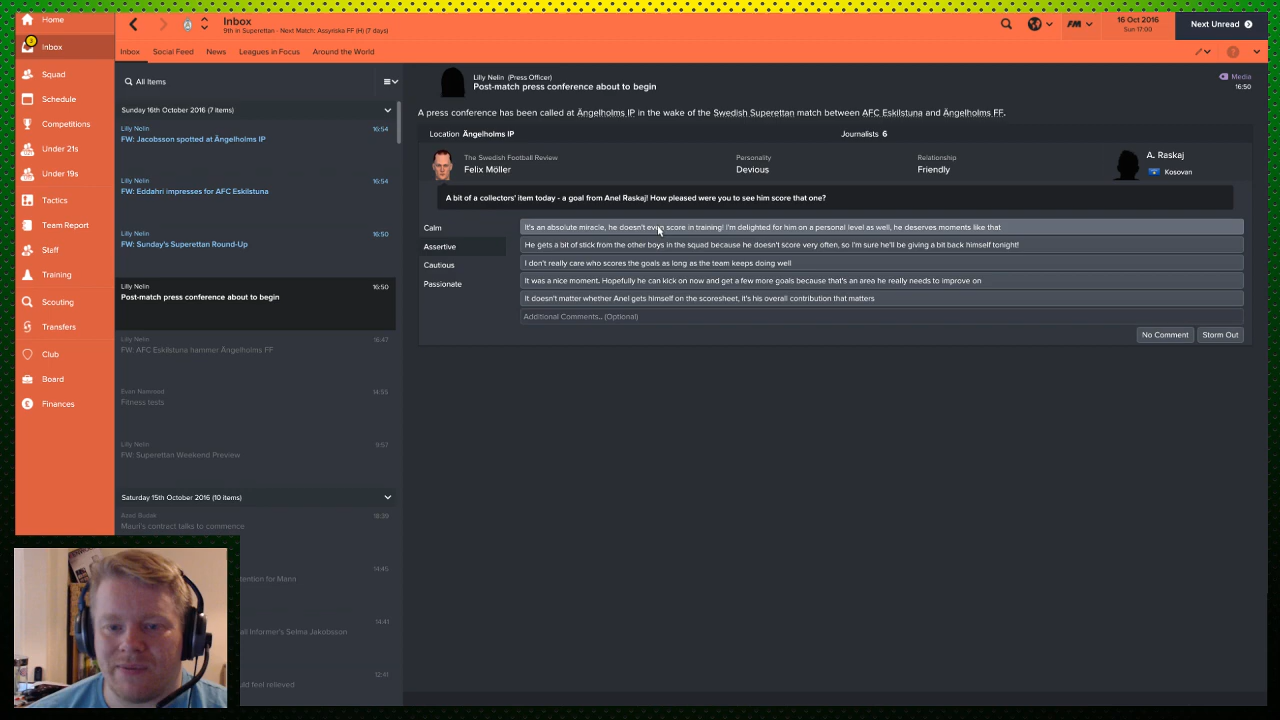 Home
Inbox
Squad
Schedule
Competitions
Under 21s
Under 19s
Tactics
Team Report
Staff
Training
Scouting
Transfers
Club
Board
Finances
3
Inbox
9th in Superettan - Next Match: Assyriska FF (H) (7 days)
FM
16 Oct 2016
Sun 17:00
Next Unread
Inbox
Social Feed
News
Leagues in Focus
Around the World
All Items
Sunday 16th October 2016 (7 items)
Lilly Nelin
16:54
FW: Jacobsson spotted at Ängelholms IP
Lilly Nelin
16:54
FW: Eddahri impresses for AFC Eskilstuna
Lilly Nelin
16:50
FW: Sunday's Superettan Round-Up
Lilly Nelin
16:50
Post-match press conference about to begin
Lilly Nelin
16:47
FW: AFC Eskilstuna hammer Ängelholms FF
14:55
Fitness tests
Lilly Nelin
9:57
FW: Superettan Weekend Preview
Saturday 15th October 2016 (10 items)
18:39
Mauri's contract talks to commence
14:45
tention for Mann
14:41
all Informer's Selma Jakobsson
12:41
uld feel relieved
Lilly Nelin (Press Officer)
Post-match press conference about to begin
Media
16:50
A press conference has been called at Ängelholms IP in the wake of the Swedish Superettan match between AFC Eskilstuna and Ängelholms FF.
Location Ängelholms IP
Journalists 6
The Swedish Football Review
Felix Möller
Personality
Devious
Relationship
Friendly
A. Raskaj
Kosovan
A bit of a collectors' item today - a goal from Anel Raskaj! How pleased were you to see him score that one?
Calm
Assertive
Cautious
Passionate
It's an absolute miracle, he doesn't even score in training! I'm delighted for him on a personal level as well, he deserves moments like that
He gets a bit of stick from the other boys in the squad because he doesn't score very often, so I'm sure he'll be giving a bit back himself tonight!
I don't really care who scores the goals as long as the team keeps doing well
It was a nice moment. Hopefully he can kick on now and get a few more goals because that's an area he really needs to improve on
It doesn't matter whether Anel gets himself on the scoresheet, it's his overall contribution that matters
Additional Comments.. (Optional)
No Comment
Storm Out